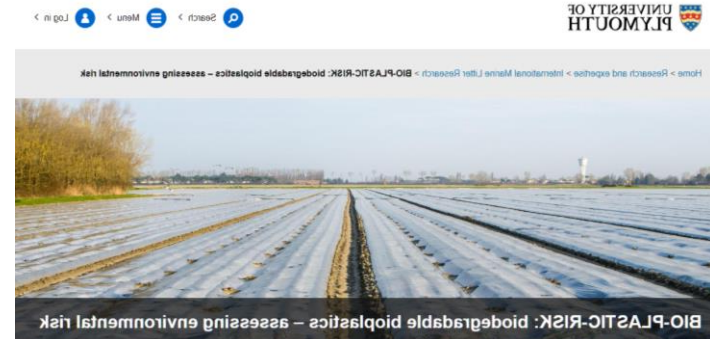 UNIVERSITY OF
PLYMOUTH
Search > Menu > Log in >
Home > Research and expertise > International Marine Litter Research > BIO-PLASTIC-RISK: biodegradable bioplastics – assessing environmental risk
BIO-PLASTIC-RISK: biodegradable bioplastics – assessing environmental risk